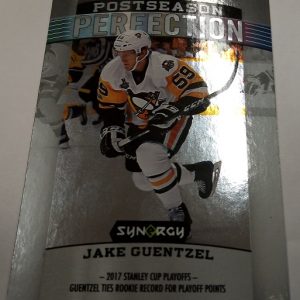 POSTSEASON
PERFECTION
SYNERGY
JAKE GUENTZEL
– 2017 STANLEY CUP PLAYOFFS –
GUENTZEL TIES ROOKIE RECORD FOR PLAYOFF POINTS